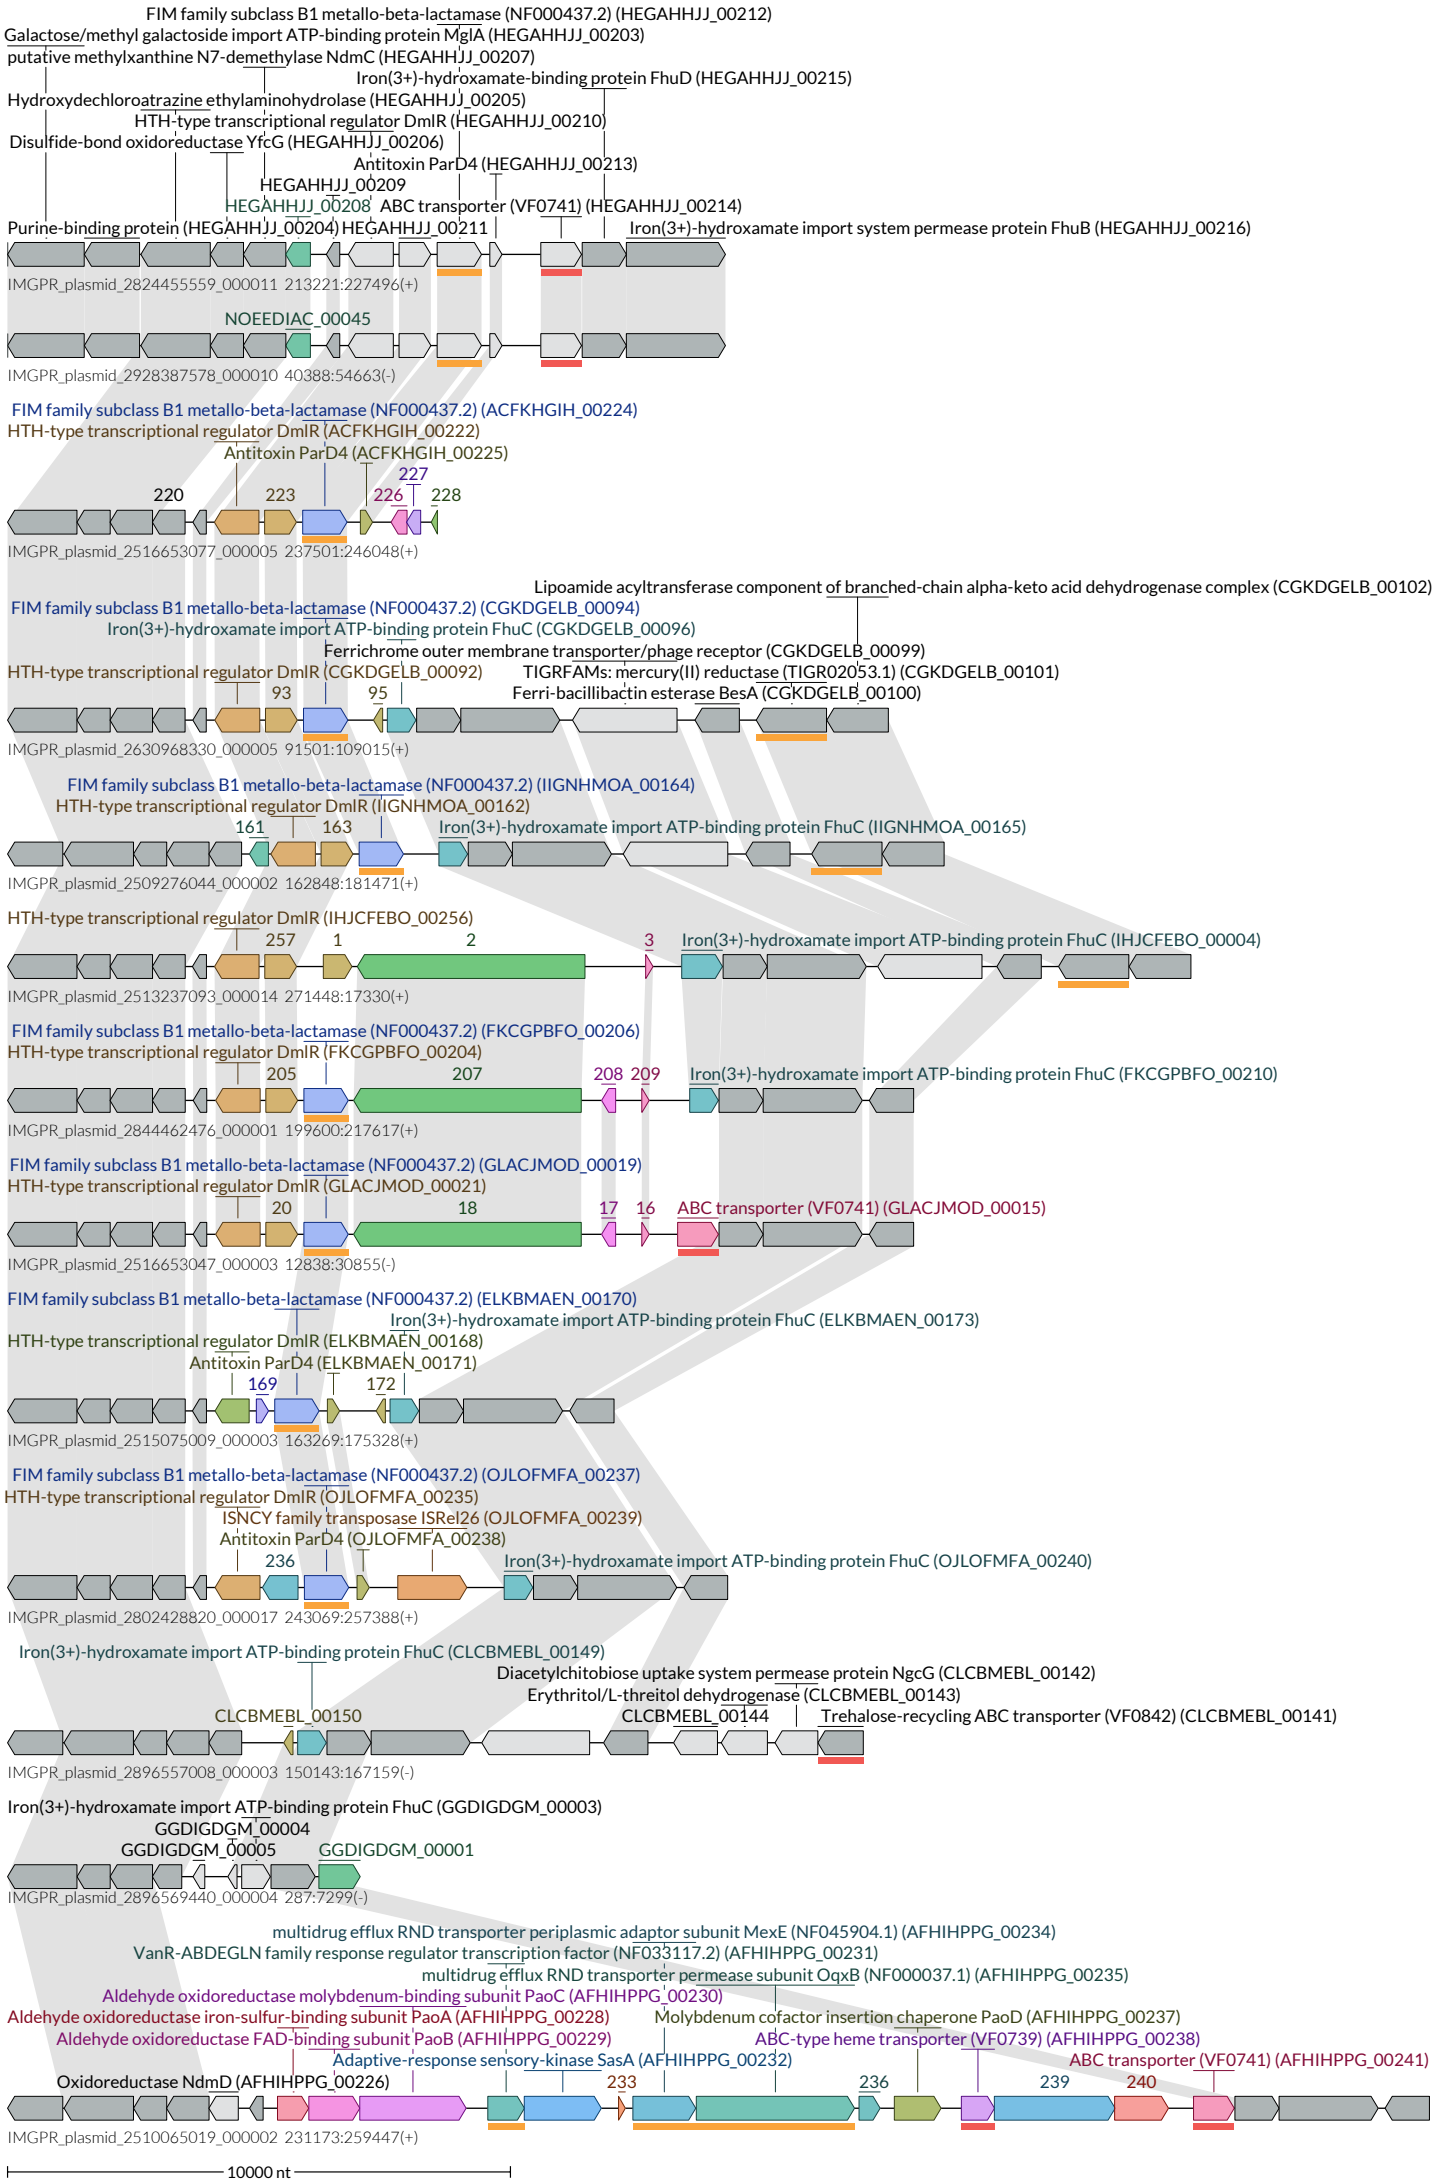 FIM family subclass B1 metallo-beta-lactamase (NF000437.2) (HEGAHHJJ_00212)
Galactose/methyl galactoside import ATP-binding protein MglA (HEGAHHJJ_00203)
putative methylxanthine N7-demethylase NdmC (HEGAHHJJ_00207)
Iron(3+)-hydroxamate-binding protein FhuD (HEGAHHJJ_00215)
Hydroxydechloroatrazine ethylaminohydrolase (HEGAHHJJ_00205)
HTH-type transcriptional regulator DmlR (HEGAHHJJ_00210)
Disulfide-bond oxidoreductase YfcG (HEGAHHJJ_00206)
Antitoxin ParD4 (HEGAHHJJ_00213)
HEGAHHJJ_00209
HEGAHHJJ_00208 ABC transporter (VF0741) (HEGAHHJJ_00214)
Purine-binding protein (HEGAHHJJ_00204) HEGAHHJJ_00211 Iron(3+)-hydroxamate import system permease protein FhuB (HEGAHHJJ_00216)
IMGPR_plasmid_2824455559_000011 213221:227496(+)
NOEEDIAC_00045
IMGPR_plasmid_2928387578_000010 40388:54663(-)
FIM family subclass B1 metallo-beta-lactamase (NF000437.2) (ACFKHGIH_00224)
HTH-type transcriptional regulator DmlR (ACFKHGIH_00222)
Antitoxin ParD4 (ACFKHGIH_00225)
227
220 223 226 228
IMGPR_plasmid_2516653077_000005 237501:246048(+)
Lipoamide acyltransferase component of branched-chain alpha-keto acid dehydrogenase complex (CGKDGELB_00102)
FIM family subclass B1 metallo-beta-lactamase (NF000437.2) (CGKDGELB_00094)
Iron(3+)-hydroxamate import ATP-binding protein FhuC (CGKDGELB_00096)
Ferrichrome outer membrane transporter/phage receptor (CGKDGELB_00099)
HTH-type transcriptional regulator DmlR (CGKDGELB_00092) TIGRFAMs: mercury(II) reductase (TIGR02053.1) (CGKDGELB_00101)
93 95 Ferri-bacillibactin esterase BesA (CGKDGELB_00100)
IMGPR_plasmid_2630968330_000005 91501:109015(+)
FIM family subclass B1 metallo-beta-lactamase (NF000437.2) (IIGNHMOA_00164)
HTH-type transcriptional regulator DmlR (IIGNHMOA_00162)
161 163 Iron(3+)-hydroxamate import ATP-binding protein FhuC (IIGNHMOA_00165)
IMGPR_plasmid_2509276044_000002 162848:181471(+)
HTH-type transcriptional regulator DmlR (IHJCFEBO_00256)
257 1 2 3 Iron(3+)-hydroxamate import ATP-binding protein FhuC (IHJCFEBO_00004)
IMGPR_plasmid_2513237093_000014 271448:17330(+)
FIM family subclass B1 metallo-beta-lactamase (NF000437.2) (FKCGPBFO_00206)
HTH-type transcriptional regulator DmlR (FKCGPBFO_00204)
205 207 208 209 Iron(3+)-hydroxamate import ATP-binding protein FhuC (FKCGPBFO_00210)
IMGPR_plasmid_2844462476_000001 199600:217617(+)
FIM family subclass B1 metallo-beta-lactamase (NF000437.2) (GLACJMOD_00019)
HTH-type transcriptional regulator DmlR (GLACJMOD_00021)
20 18 17 16 ABC transporter (VF0741) (GLACJMOD_00015)
IMGPR_plasmid_2516653047_000003 12838:30855(-)
FIM family subclass B1 metallo-beta-lactamase (NF000437.2) (ELKBMAEN_00170)
Iron(3+)-hydroxamate import ATP-binding protein FhuC (ELKBMAEN_00173)
HTH-type transcriptional regulator DmlR (ELKBMAEN_00168)
Antitoxin ParD4 (ELKBMAEN_00171)
169 172
IMGPR_plasmid_2515075009_000003 163269:175328(+)
FIM family subclass B1 metallo-beta-lactamase (NF000437.2) (OJLOFMFA_00237)
HTH-type transcriptional regulator DmlR (OJLOFMFA_00235)
ISNCY family transposase ISRel26 (OJLOFMFA_00239)
Antitoxin ParD4 (OJLOFMFA_00238)
236 Iron(3+)-hydroxamate import ATP-binding protein FhuC (OJLOFMFA_00240)
IMGPR_plasmid_2802428820_000017 243069:257388(+)
Iron(3+)-hydroxamate import ATP-binding protein FhuC (CLCBMEBL_00149)
Diacetylchitobiose uptake system permease protein NgcG (CLCBMEBL_00142)
Erythritol/L-threitol dehydrogenase (CLCBMEBL_00143)
CLCBMEBL_00150 CLCBMEBL_00144 Trehalose-recycling ABC transporter (VF0842) (CLCBMEBL_00141)
IMGPR_plasmid_2896557008_000003 150143:167159(-)
Iron(3+)-hydroxamate import ATP-binding protein FhuC (GGDIGDGM_00003)
GGDIGDGM_00004
GGDIGDGM_00005 GGDIGDGM_00001
IMGPR_plasmid_2896569440_000004 287:7299(-)
multidrug efflux RND transporter periplasmic adaptor subunit MexE (NF045904.1) (AFHIHPPG_00234)
VanR-ABDEGLN family response regulator transcription factor (NF033117.2) (AFHIHPPG_00231)
multidrug efflux RND transporter permease subunit OqxB (NF000037.1) (AFHIHPPG_00235)
Aldehyde oxidoreductase molybdenum-binding subunit PaoC (AFHIHPPG_00230)
Aldehyde oxidoreductase iron-sulfur-binding subunit PaoA (AFHIHPPG_00228) Molybdenum cofactor insertion chaperone PaoD (AFHIHPPG_00237)
Aldehyde oxidoreductase FAD-binding subunit PaoB (AFHIHPPG_00229) ABC-type heme transporter (VF0739) (AFHIHPPG_00238)
Adaptive-response sensory-kinase SasA (AFHIHPPG_00232) ABC transporter (VF0741) (AFHIHPPG_00241)
Oxidoreductase NdmD (AFHIHPPG_00226) 233 236 239 240
IMGPR_plasmid_2510065019_000002 231173:259447(+)
10000 nt